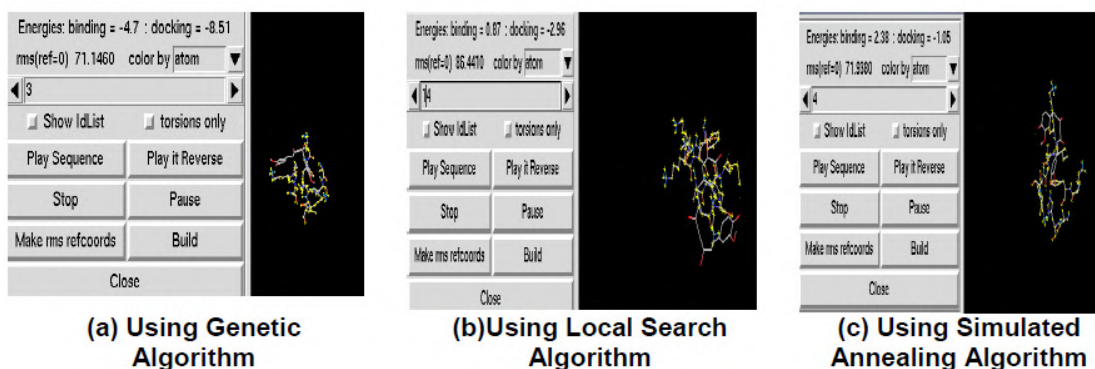 Energies: binding = -4.7 : docking = -8.51
rms(ref=0) 71.1460 color by atom
3
Show IdList torsions only
Play Sequence Play it Reverse
Stop Pause
Make rms refcoords Build
Close
(a) Using Genetic
Algorithm
Energies: binding = 0.87 : docking = -2.96
rms(ref=0) 86.4410 color by atom
14
Show IdList torsions only
Play Sequence Play it Reverse
Stop Pause
Make rms refcoords Build
Close
(b)Using Local Search
Algorithm
Energies: binding = 2.38 : docking = -1.05
rms(ref=0) 71.9380 color by atom
4
Show IdList torsions only
Play Sequence Play it Reverse
Stop Pause
Make rms refcoords Build
Close
(c) Using Simulated
Annealing Algorithm